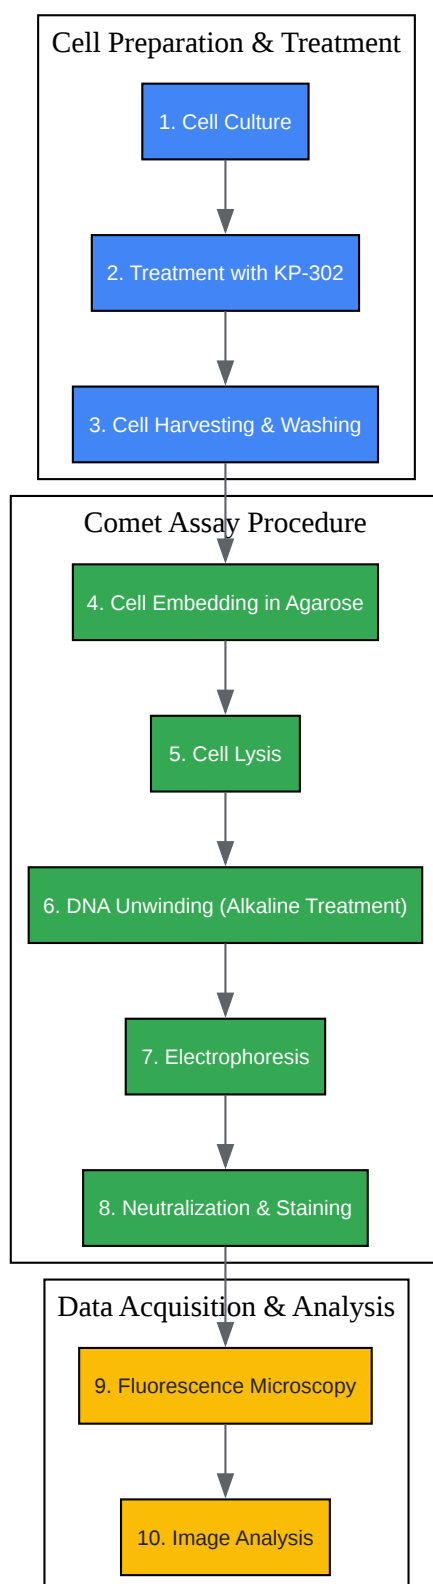 Cell Preparation & Treatment
1. Cell Culture
2. Treatment with KP-302
3. Cell Harvesting & Washing
Comet Assay Procedure
4. Cell Embedding in Agarose
5. Cell Lysis
6. DNA Unwinding (Alkaline Treatment)
7. Electrophoresis
8. Neutralization & Staining
Data Acquisition & Analysis
9. Fluorescence Microscopy
10. Image Analysis